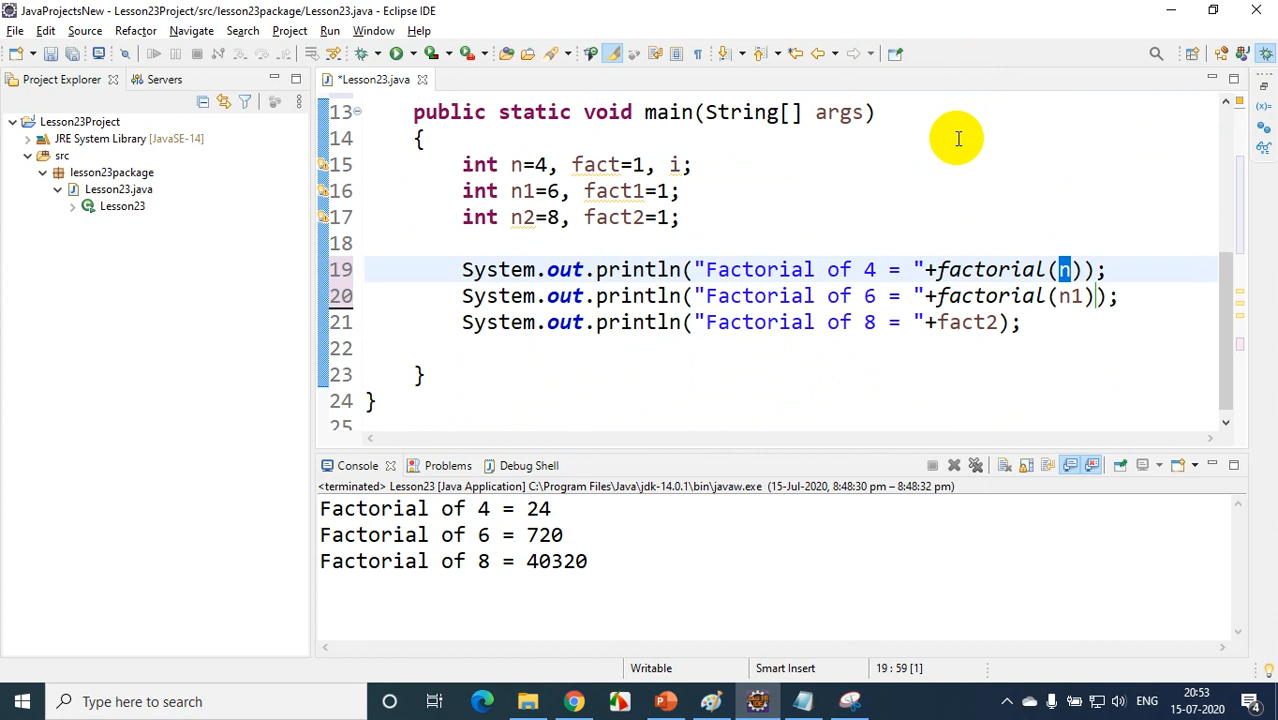 JavaProjectsNew - Lesson23Project/src/lesson23package/Lesson23.java - Eclipse IDE
File Edit Source Refactor Navigate Search Project Run Window Help
Project Explorer Servers
*Lesson23.java
Lesson23Project
JRE System Library [JavaSE-14]
src
lesson23package
Lesson23.java
Lesson23
13 public static void main(String[] args)
14 {
15 int n=4, fact=1, i;
16 int n1=6, fact1=1;
17 int n2=8, fact2=1;
18
19 System.out.println("Factorial of 4 = "+factorial(n));
20 System.out.println("Factorial of 6 = "+factorial(n1));
21 System.out.println("Factorial of 8 = "+fact2);
22
23 }
24 }
25
Console Problems Debug Shell
<terminated> Lesson23 [Java Application] C:\Program Files\Java\jdk-14.0.1\bin\javaw.exe (15-Jul-2020, 8:48:30 pm – 8:48:32 pm)
Factorial of 4 = 24
Factorial of 6 = 720
Factorial of 8 = 40320
Writable Smart Insert 19 : 59 [1]
Type here to search
ENG
20:53
15-07-2020
4